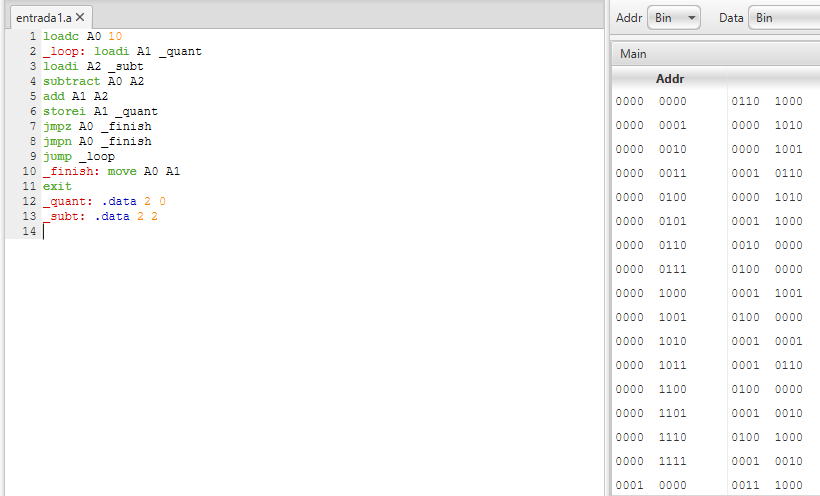 entrada1.a
1 loadc A0 10
2 _loop: loadi A1 _quant
3 loadi A2 _subt
4 subtract A0 A2
5 add A1 A2
6 storei A1 _quant
7 jmpz A0 _finish
8 jmpn A0 _finish
9 jump _loop
10 _finish: move A0 A1
11 exit
12 _quant: .data 2 0
13 _subt: .data 2 2
14
Addr Bin Data Bin
Main
Addr
0000 0000 0110 1000
0000 0001 0000 1010
0000 0010 0000 1001
0000 0011 0001 0110
0000 0100 0000 1010
0000 0101 0001 1000
0000 0110 0010 0000
0000 0111 0100 0000
0000 1000 0001 1001
0000 1001 0100 0000
0000 1010 0001 0001
0000 1011 0001 0110
0000 1100 0100 0000
0000 1101 0001 0010
0000 1110 0100 1000
0000 1111 0001 0010
0001 0000 0011 1000